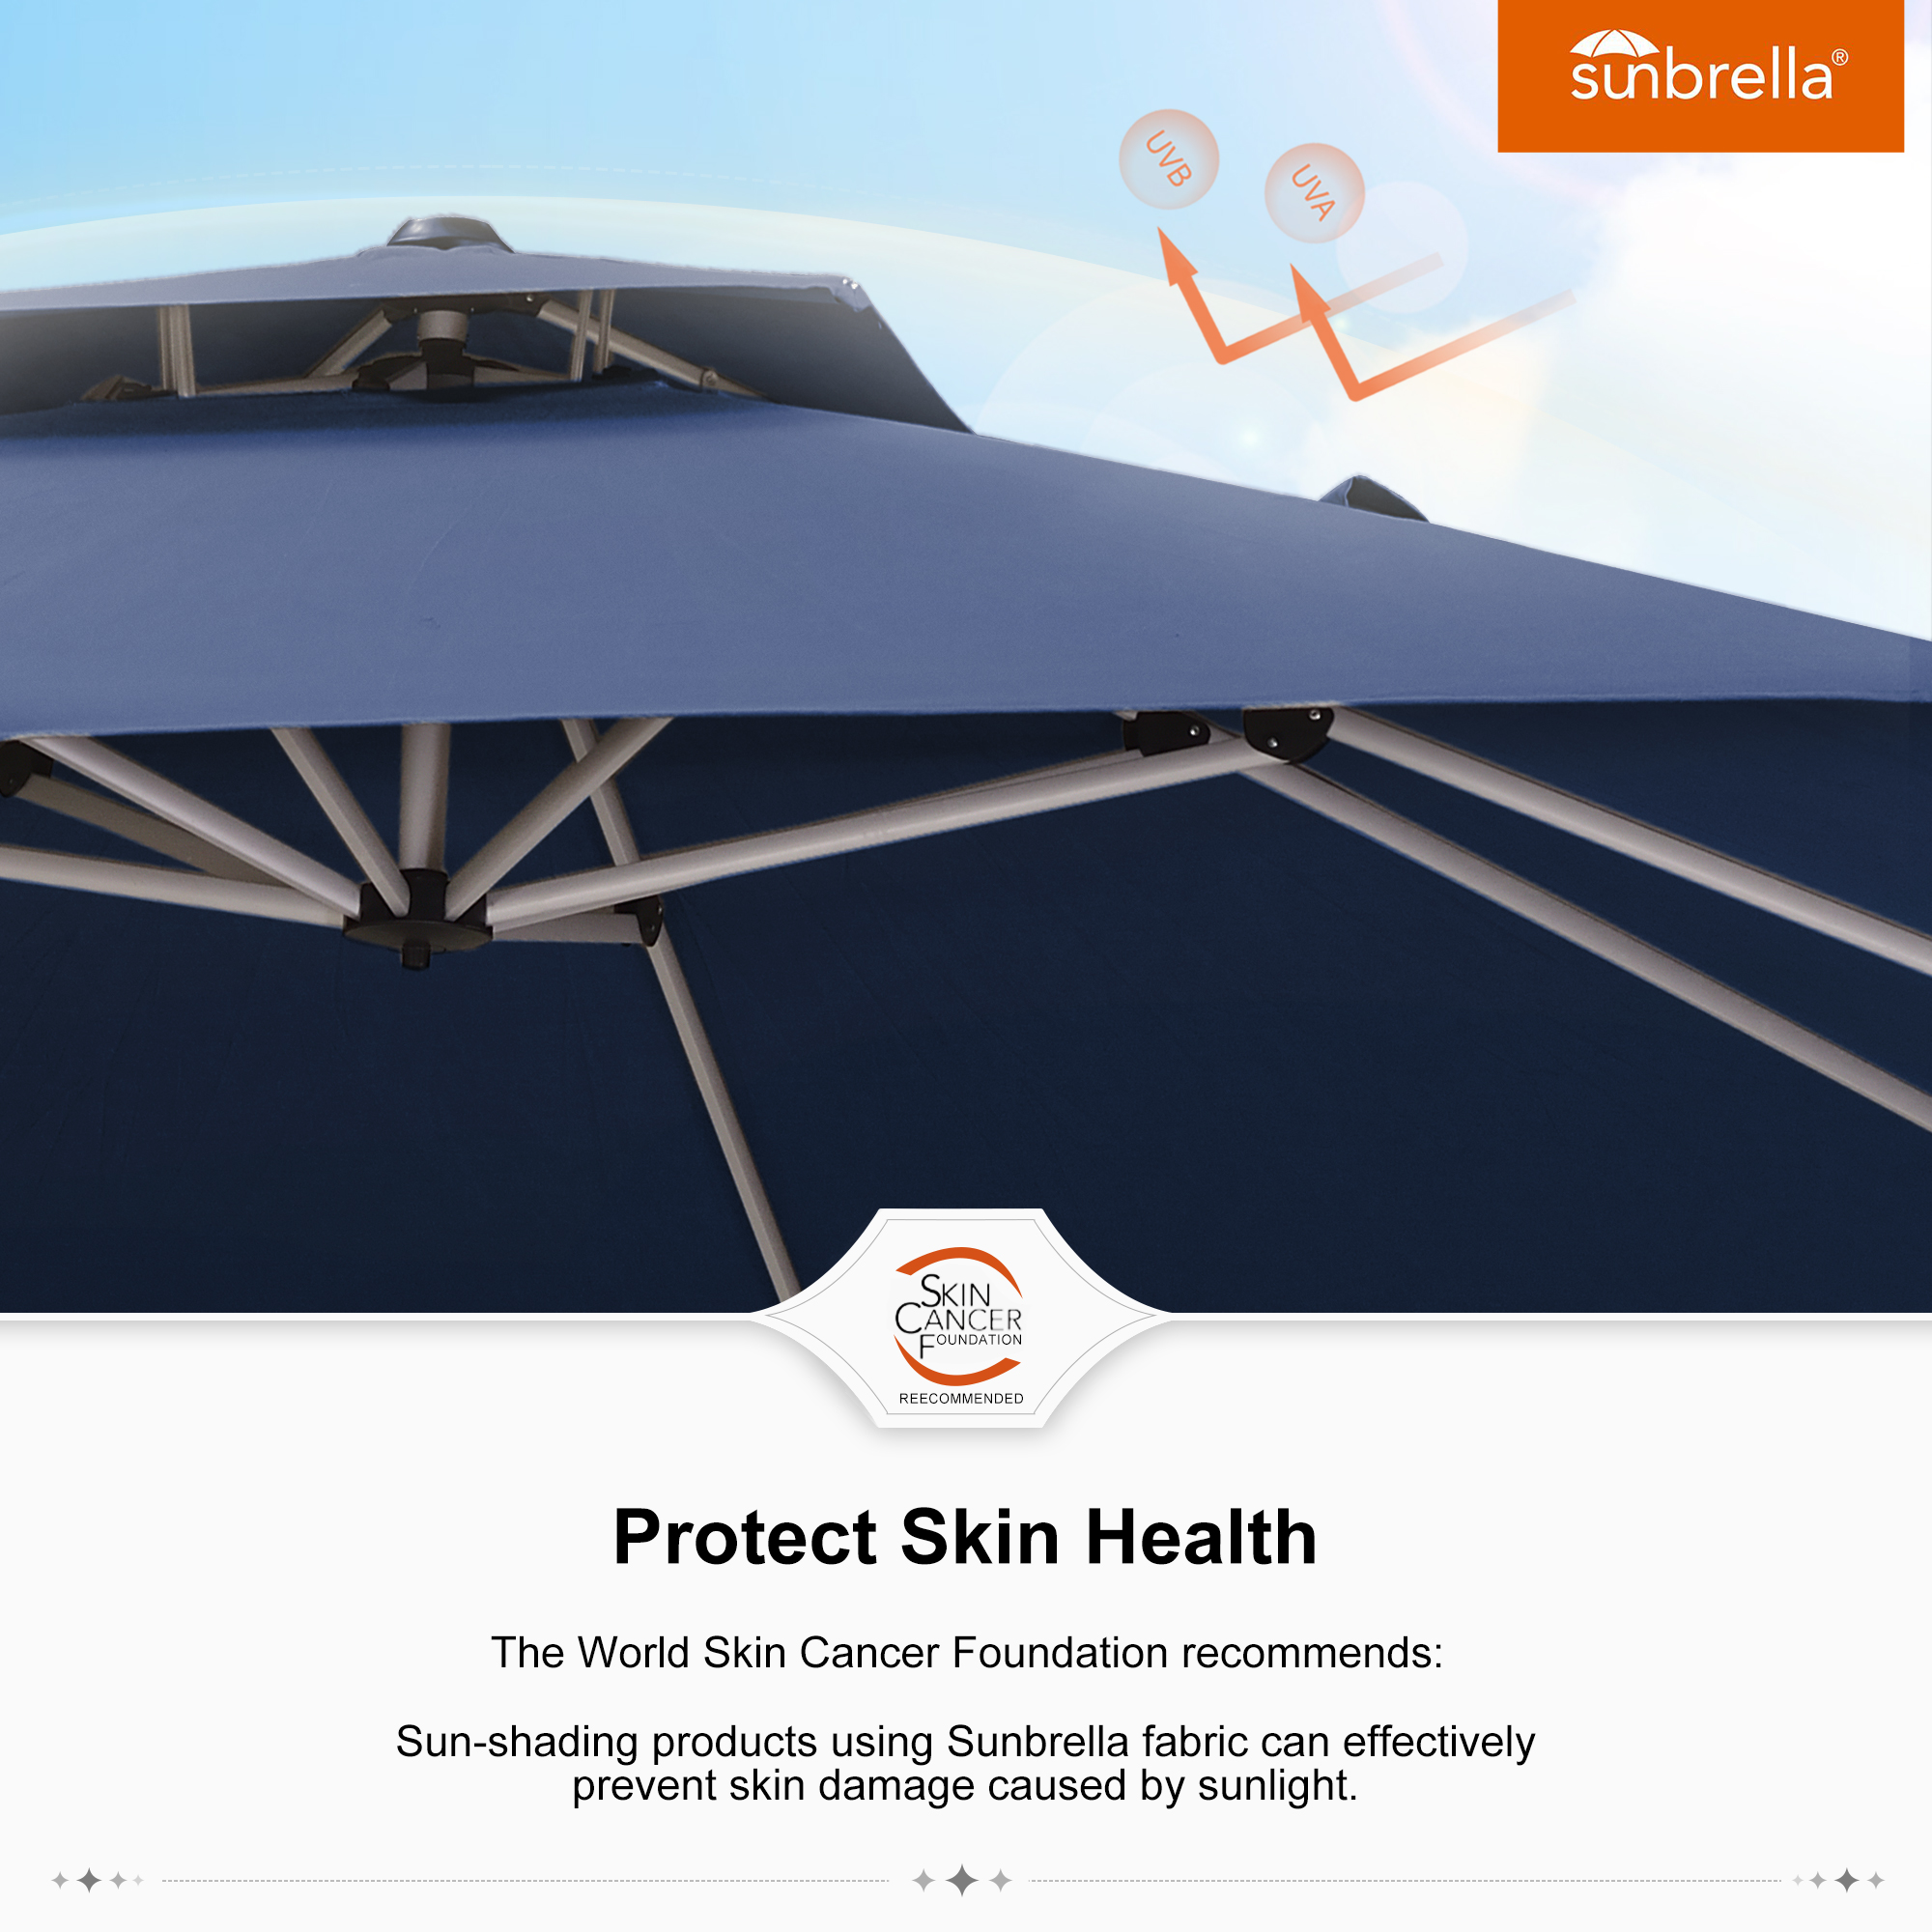 sunbrella®
UVB
UVA
SKIN
CANCER
FOUNDATION
REECOMMENDED
Protect Skin Health
The World Skin Cancer Foundation recommends:
Sun-shading products using Sunbrella fabric can effectively
prevent skin damage caused by sunlight.